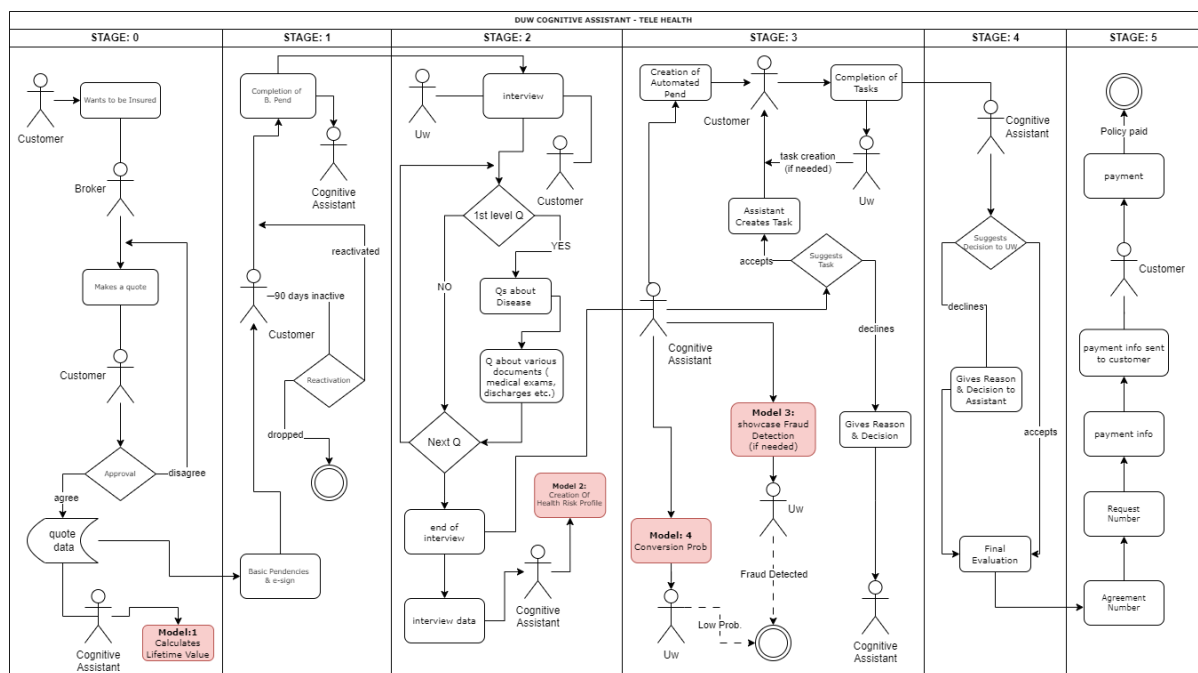 DUW COGNITIVE ASSISTANT - TELE HEALTH
STAGE: 0
STAGE: 1
STAGE: 2
STAGE: 3
STAGE: 4
STAGE: 5
Customer
Wants to be Insured
Broker
Makes a quote
Customer
Approval
disagree
agree
quote
data
Cognitive
Assistant
Model:1
Calculates
Lifetime Value
Completion of
B. Pend
Cognitive
Assistant
reactivated
90 days inactive
Customer
Reactivation
dropped
Basic Pendencies
& e-sign
interview
Uw
Customer
1st level Q
YES
NO
Qs about
Disease
Q about various
documents (
medical exams,
discharges etc.)
Next Q
Model 2:
Creation Of
Health Risk Profile
end of
interview
interview data
Cognitive
Assistant
Creation of
Automated
Pend
Customer
Completion of
Tasks
task creation
(if needed)
Uw
Assistant
Creates Task
accepts
Suggests
Task
declines
Cognitive
Assistant
Model 3:
showcase Fraud
Detection
(if needed)
Gives Reason
& Decision
Uw
Model: 4
Conversion Prob
Fraud Detected
Uw
Low Prob.
Cognitive
Assistant
Cognitive
Assistant
Suggests
Decision to UW
declines
Gives Reason
& Decision to
Assistant
accepts
Final
Evaluation
Policy paid
payment
Customer
payment info sent
to customer
payment info
Request
Number
Agreement
Number